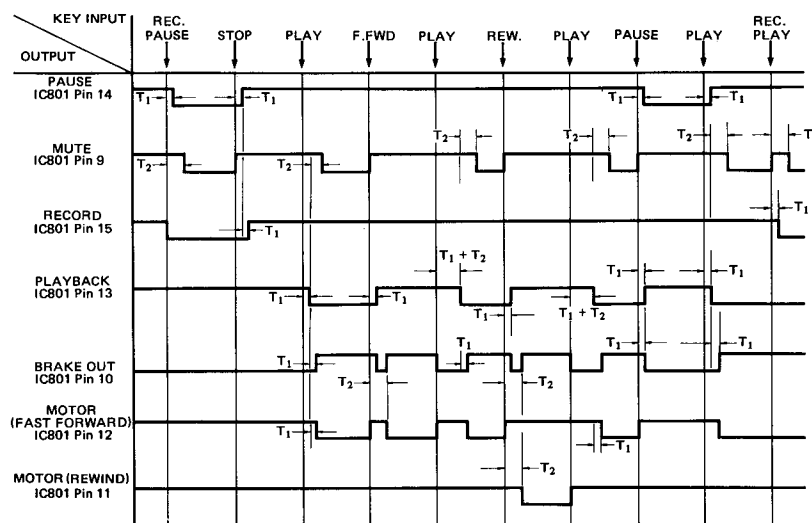 KEY INPUT
OUTPUT
REC. PAUSE
STOP
PLAY
F.FWD
PLAY
REW.
PLAY
PAUSE
PLAY
REC. PLAY
PAUSE
IC801 Pin 14
T1
T1
MUTE
IC801 Pin 9
T2
T2
T2
T2
T2
T
RECORD
IC801 Pin 15
T1
T1
PLAYBACK
IC801 Pin 13
T1
T1
T1 + T2
T1
T1 + T2
T1
T1
BRAKE OUT
IC801 Pin 10
T1
T2
T1
T2
T1
T1
MOTOR
(FAST FORWARD)
IC801 Pin 12
T1
T1
MOTOR (REWIND)
IC801 Pin 11
T2